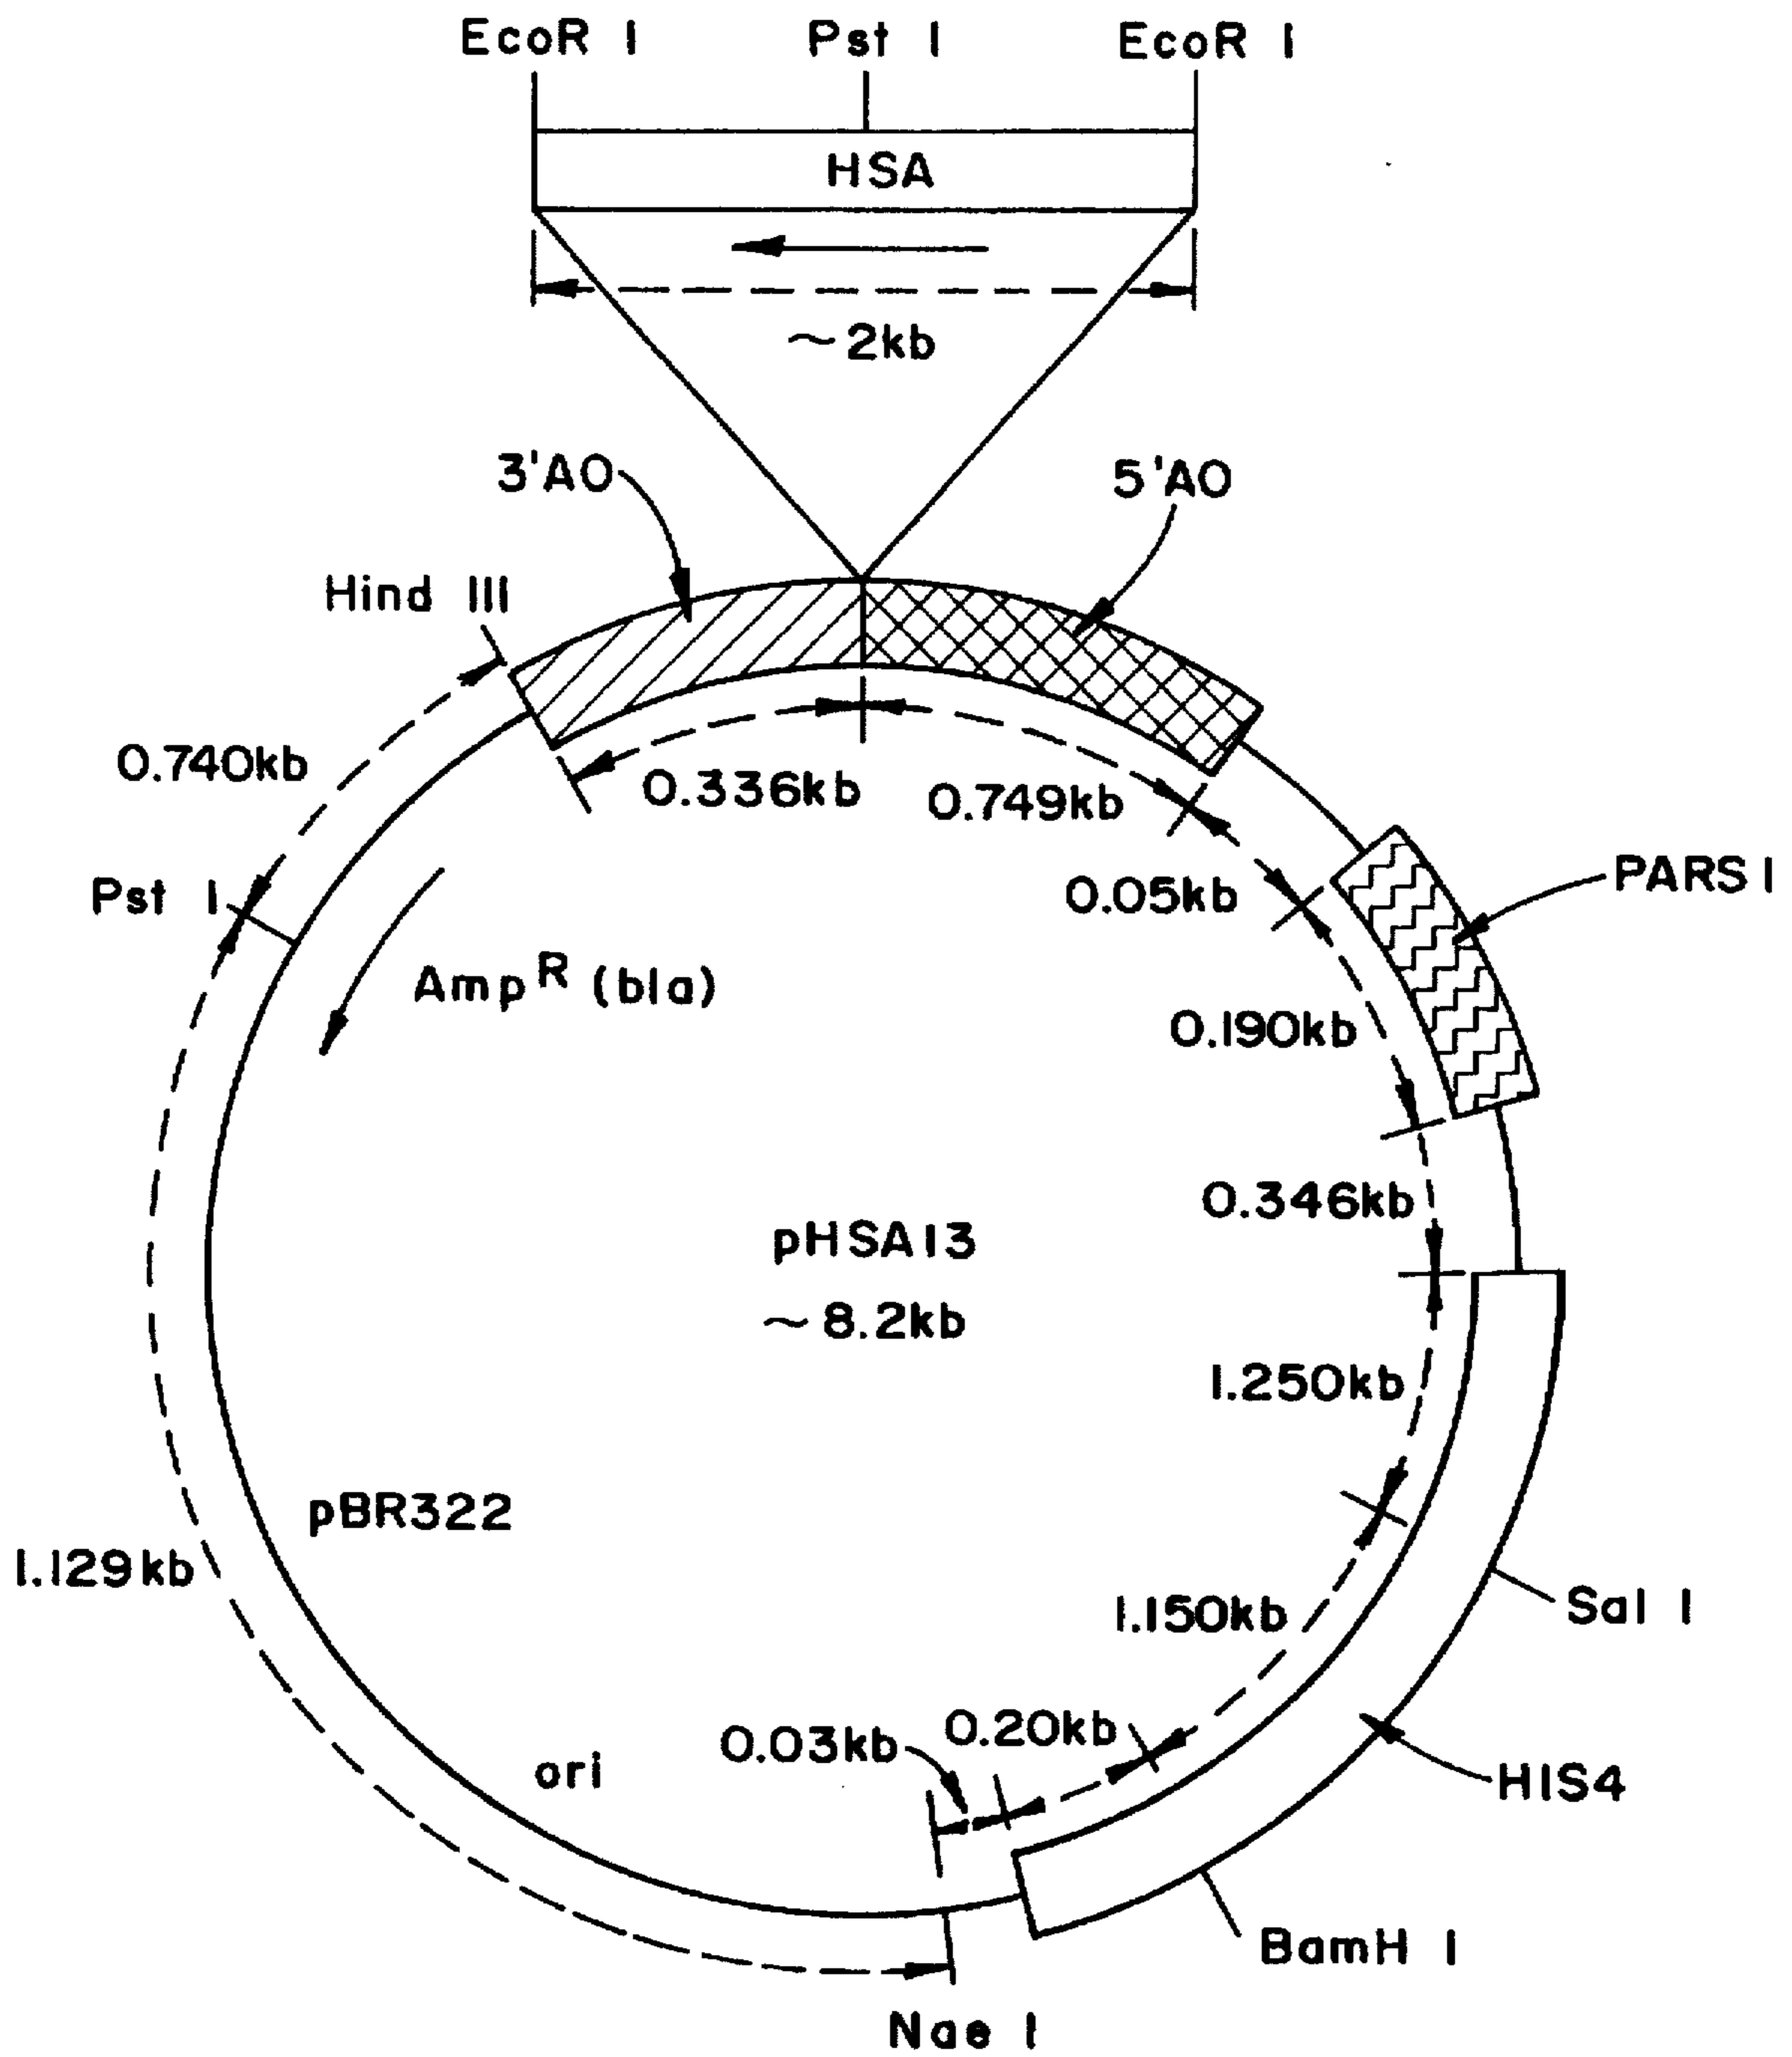 EcoR I
Pst I
EcoR I
HSA
~2kb
3'AO
5'AO
Hind III
0.740kb
0.336kb
0.749kb
Pst I
0.05kb
PARS I
Amp R (bla)
0.190kb
0.346kb
pHSA13
~8.2kb
1.250kb
pBR322
1.129kb
Sal I
1.150kb
0.03kb
0.20kb
ori
HIS4
BamH I
Nae I